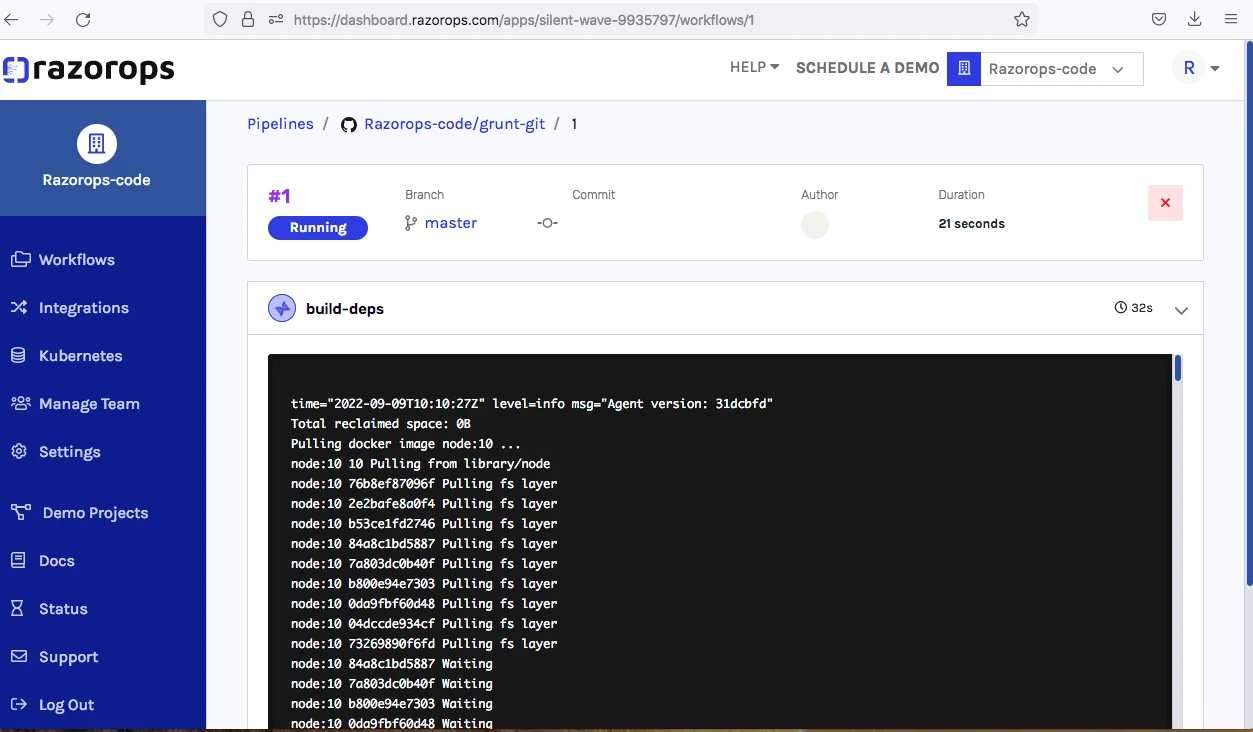 https://dashboard.razorops.com/apps/silent-wave-9935797/workflows/1
razorops
HELP
SCHEDULE A DEMO
Razorops-code
R
Razorops-code
Workflows
Integrations
Kubernetes
Manage Team
Settings
Demo Projects
Docs
Status
Support
Log Out
Pipelines / Razorops-code/grunt-git / 1
#1 Branch Commit Author Duration
Running master 21 seconds
build-deps 32s
time="2022-09-09T10:10:27Z" level=info msg="Agent version: 31dcbfd"
Total reclaimed space: 0B
Pulling docker image node:10 ...
node:10 10 Pulling from library/node
node:10 76b8ef87096f Pulling fs layer
node:10 2e2bafe8a0f4 Pulling fs layer
node:10 b53ce1fd2746 Pulling fs layer
node:10 84a8c1bd5887 Pulling fs layer
node:10 7a803dc0b40f Pulling fs layer
node:10 b800e94e7303 Pulling fs layer
node:10 0da9fbf60d48 Pulling fs layer
node:10 04dccde934cf Pulling fs layer
node:10 73269890f6fd Pulling fs layer
node:10 84a8c1bd5887 Waiting
node:10 7a803dc0b40f Waiting
node:10 b800e94e7303 Waiting
node:10 0da9fbf60d48 Waiting